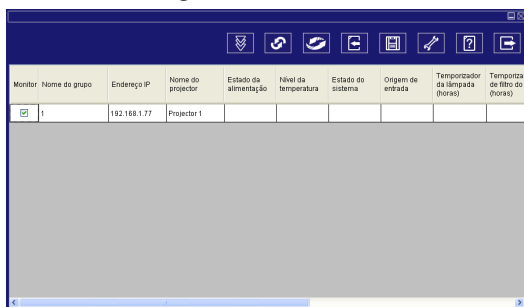 Monitor Nome do grupo Endereço IP Nome do projector Estado da alimentação Nível da temperatura Estado do sistema Origem de entrada Temporizador da lâmpada (horas) Temporiza de filtro do (horas)
1 192.168.1.77 Projector 1